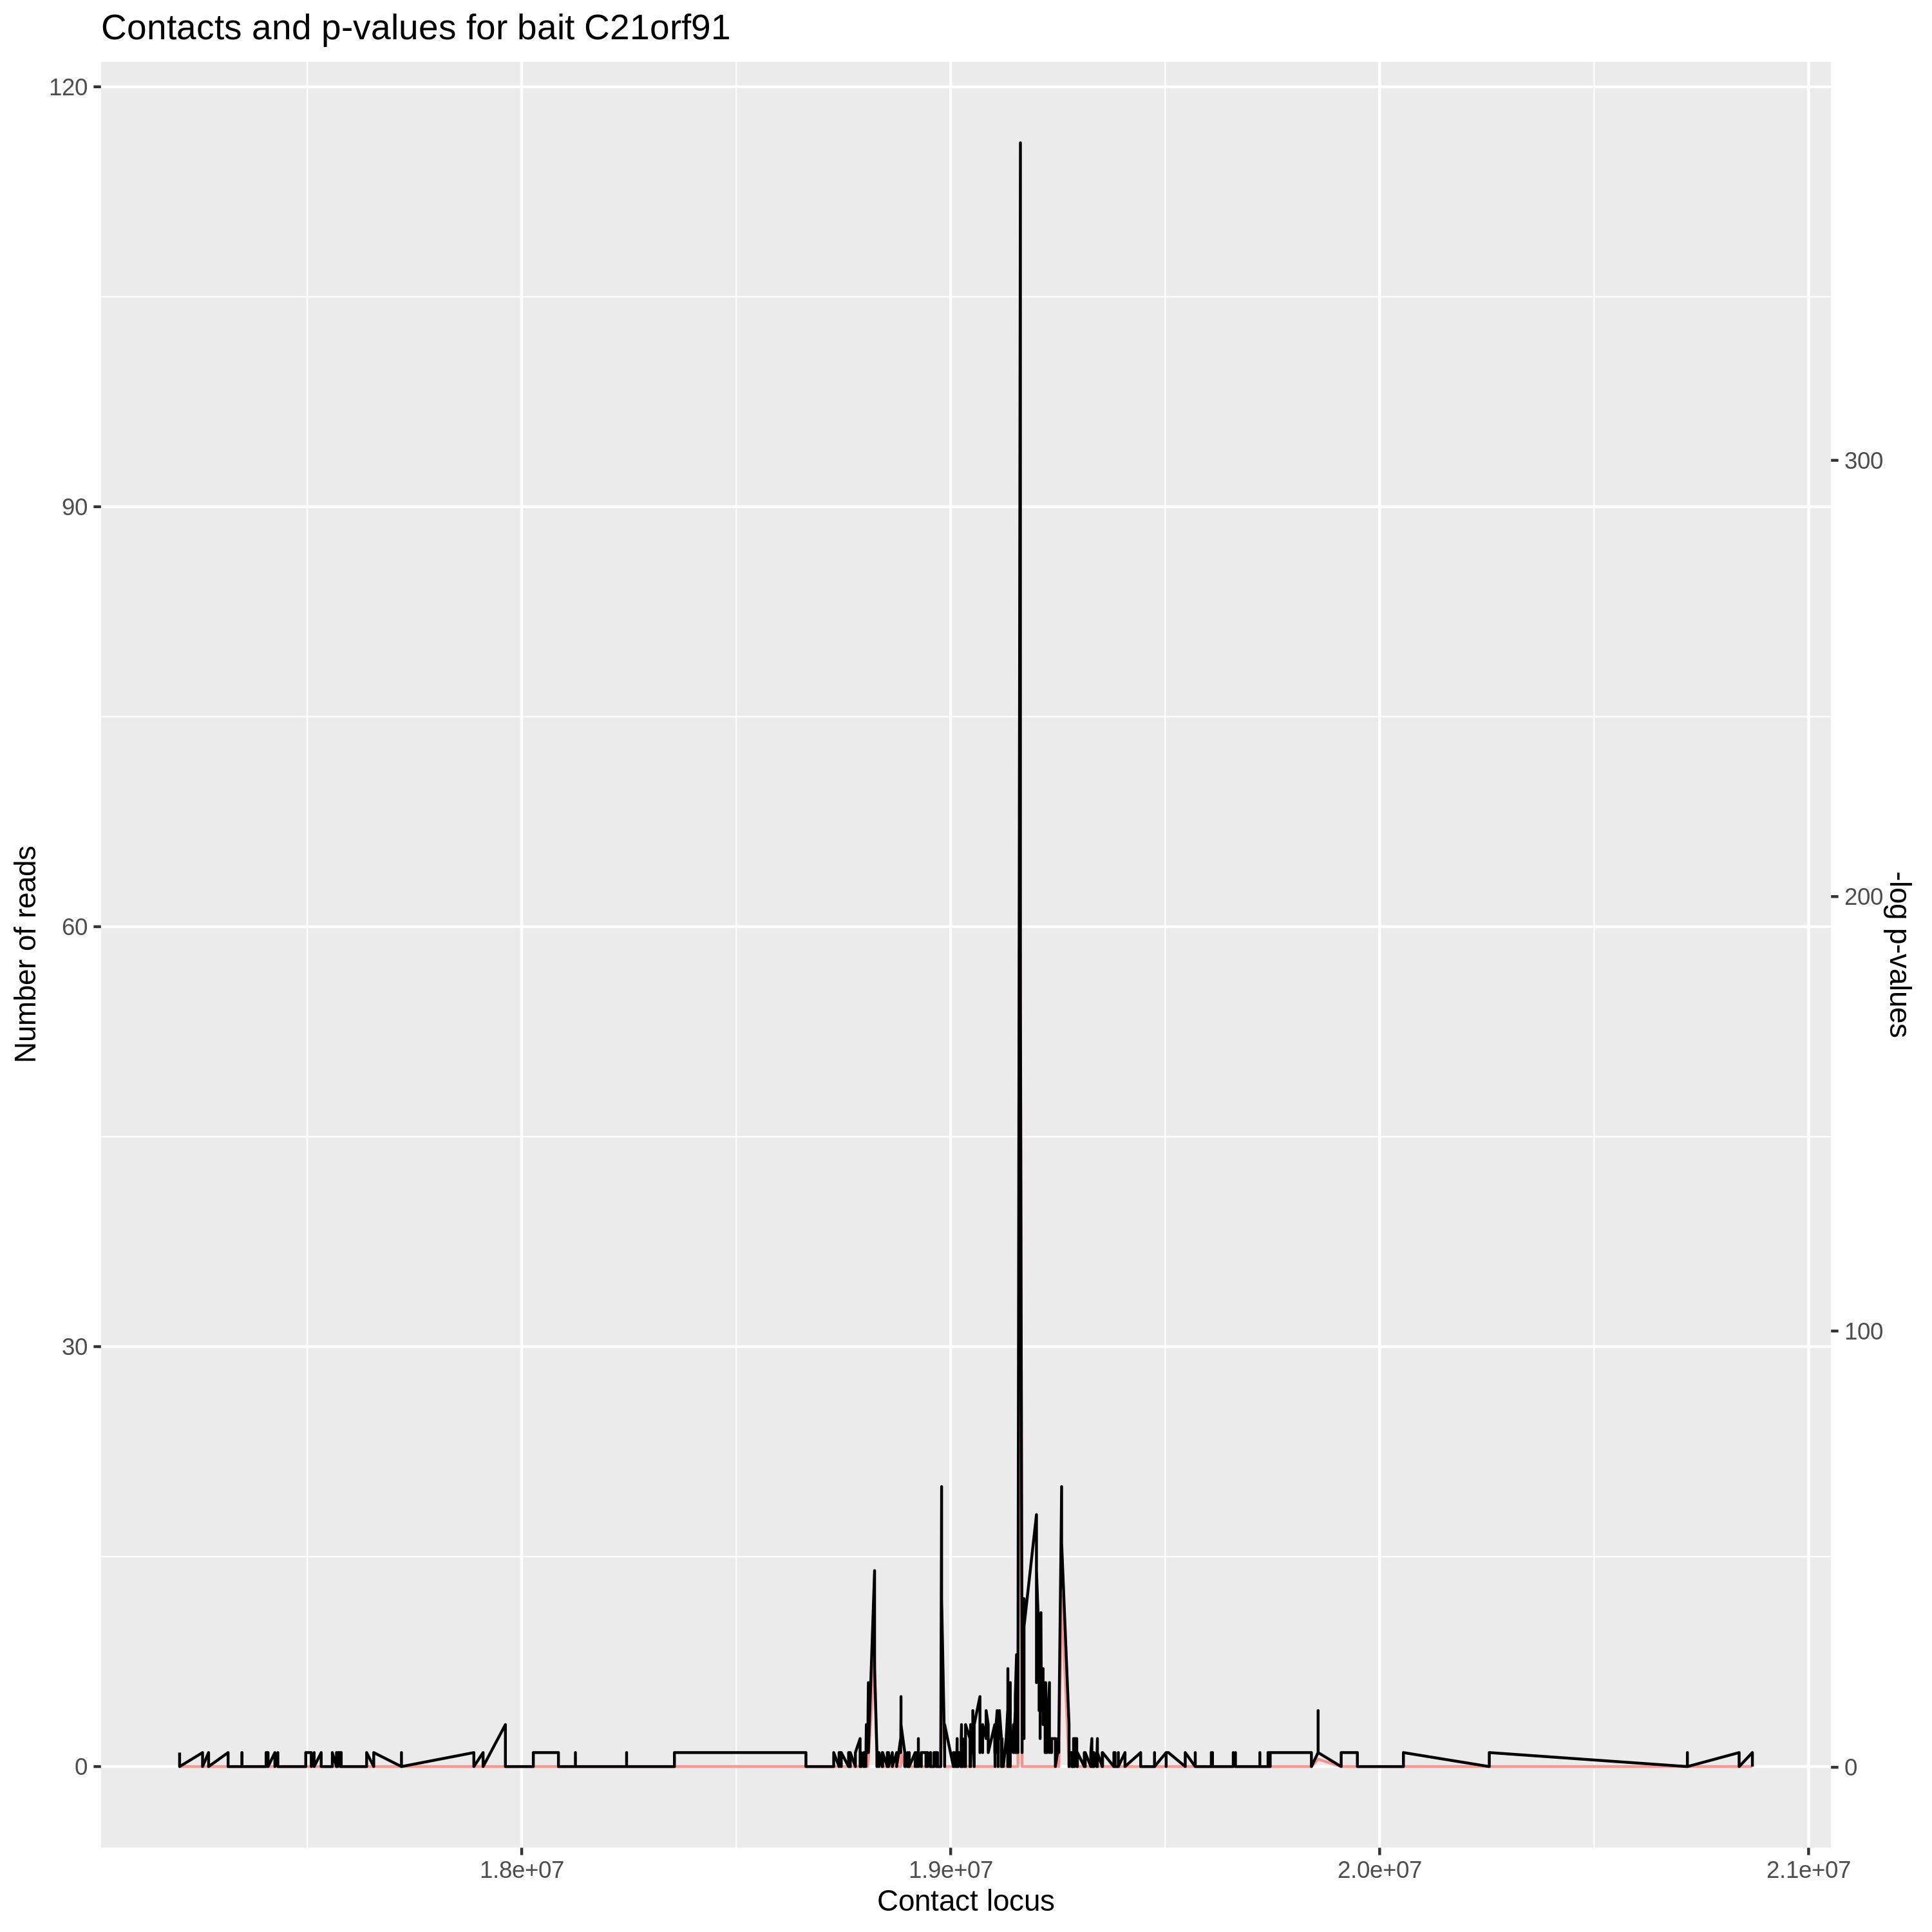 Contacts and p-values for bait C21orf91
120
90
60
30
0
Number of reads
300
200
100
0
-log p-values
1.8e+07
1.9e+07
2.0e+07
2.1e+07
Contact locus